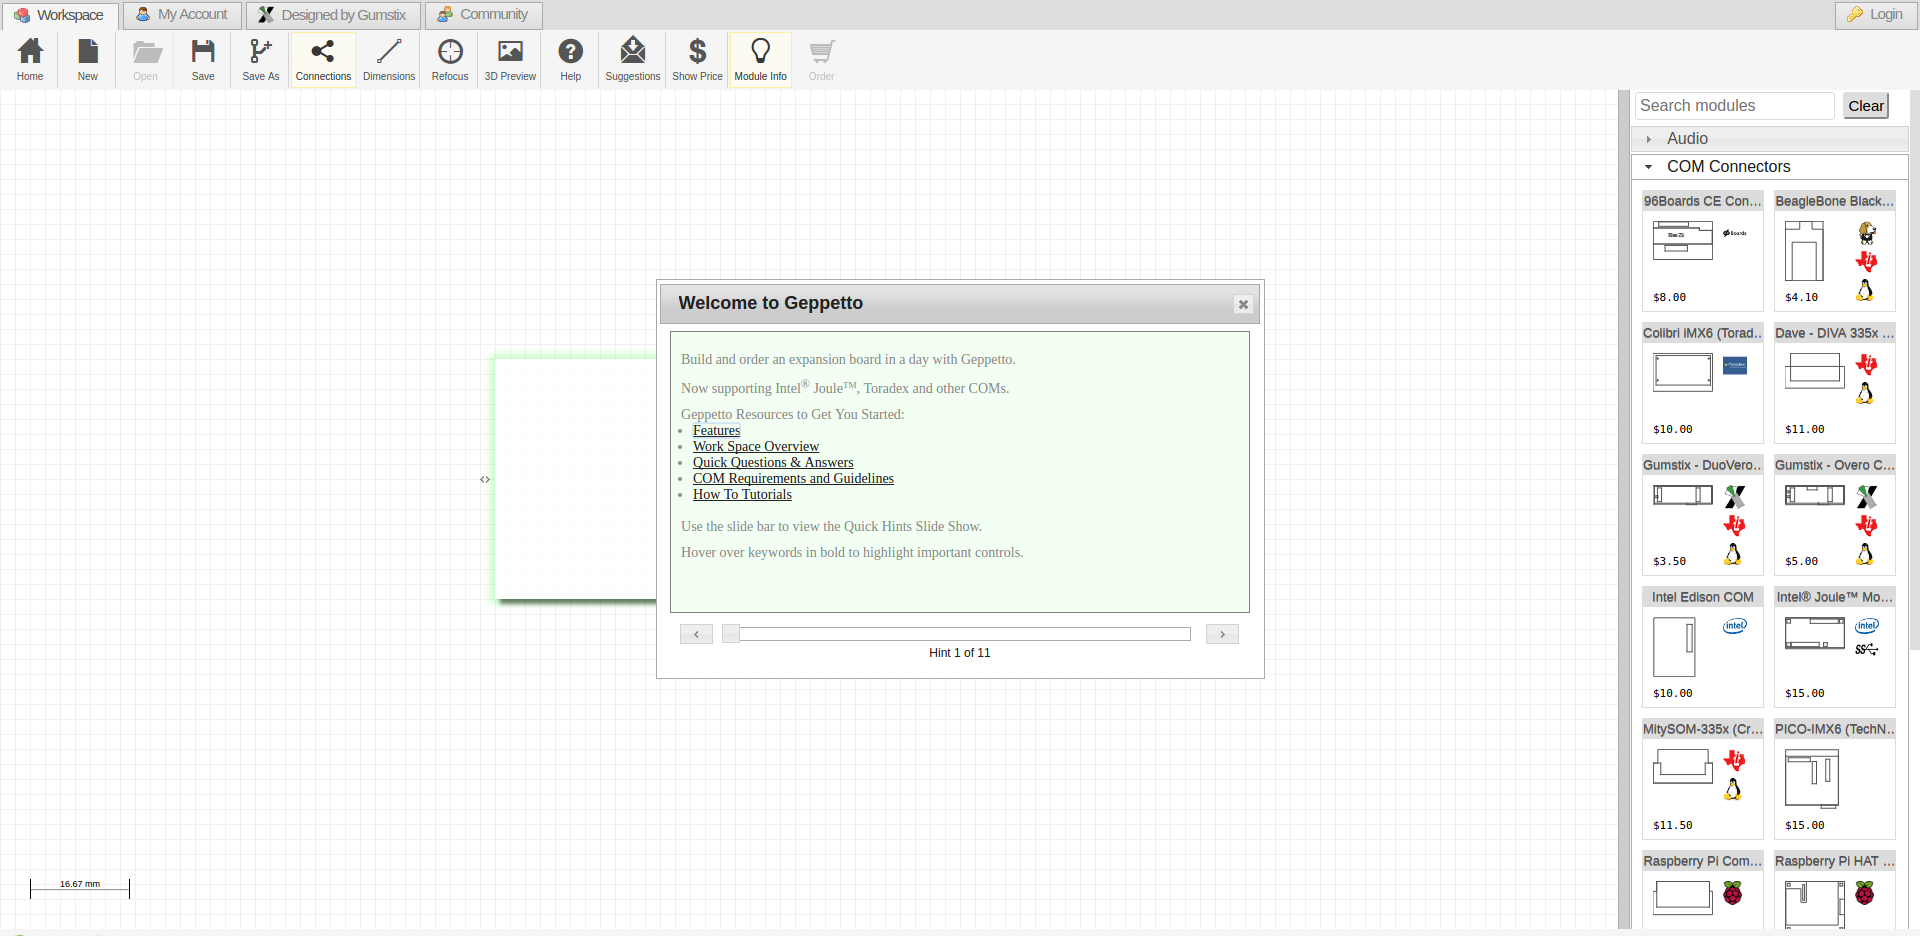 Workspace
My Account
Designed by Gumstix
Community
Login
Home
New
Open
Save
Save As
Connections
Dimensions
Refocus
3D Preview
Help
Suggestions
Show Price
Module Info
Order
Search modules
Clear
Audio
COM Connectors
96Boards CE Con...
BeagleBone Black...
$8.00
$4.10
Colibri iMX6 (Torad...
Dave - DIVA 335x ...
$10.00
$11.00
Gumstix - DuoVero...
Gumstix - Overo C...
$3.50
$5.00
Intel Edison COM
Intel® Joule™ Mo...
intel
intel
$10.00
$15.00
MitySOM-335x (Cr...
PICO-IMX6 (TechN...
$11.50
$15.00
Raspberry Pi Com...
Raspberry Pi HAT ...
Welcome to Geppetto
Build and order an expansion board in a day with Geppetto.
Now supporting Intel® Joule™, Toradex and other COMs.
Geppetto Resources to Get You Started:
Features
Work Space Overview
Quick Questions & Answers
COM Requirements and Guidelines
How To Tutorials
Use the slide bar to view the Quick Hints Slide Show.
Hover over keywords in bold to highlight important controls.
Hint 1 of 11
16.67 mm